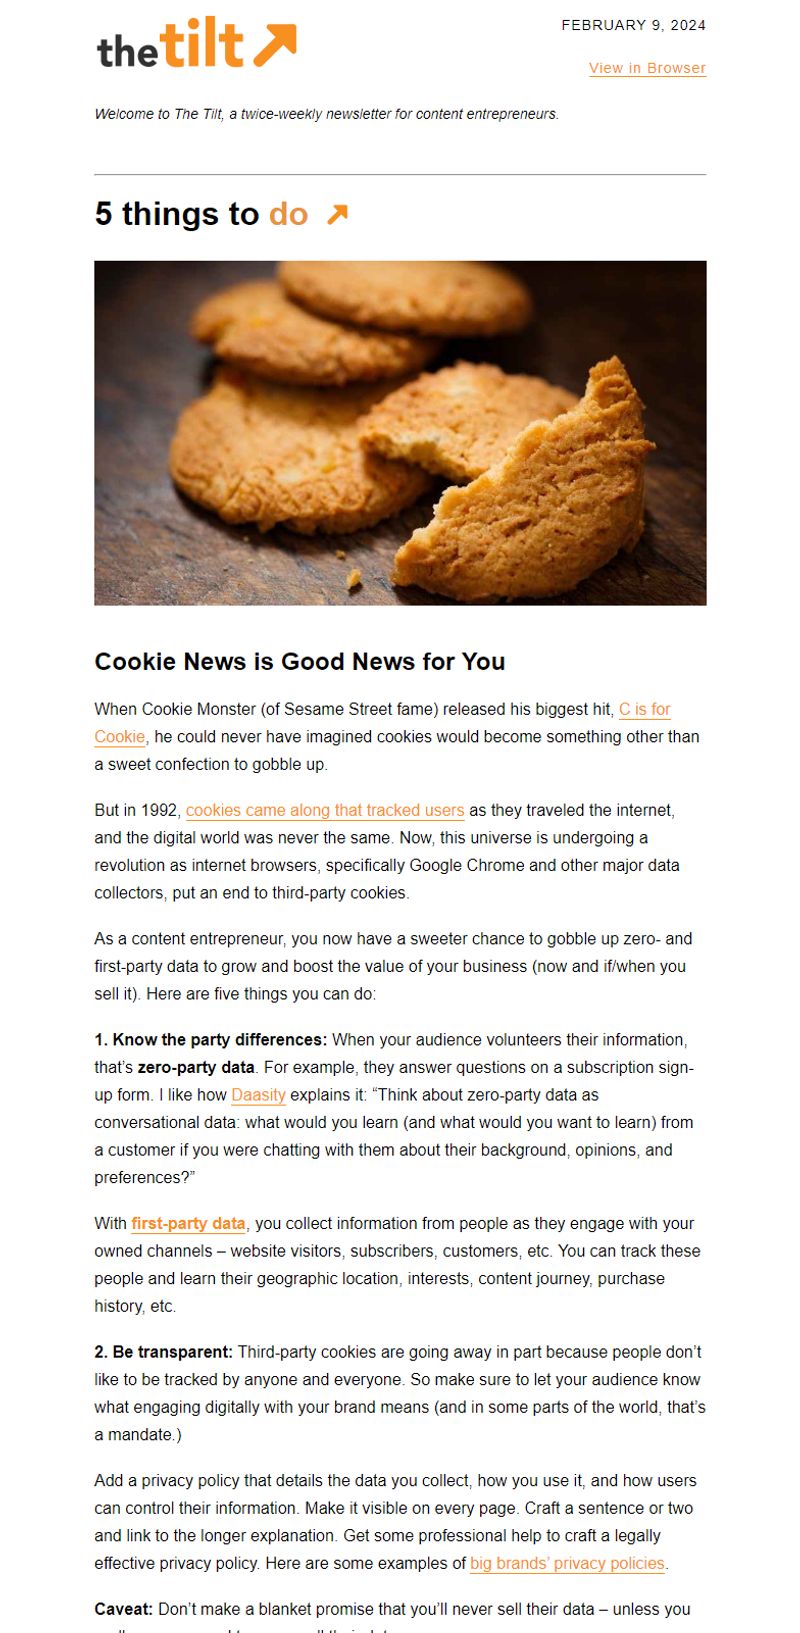 thetilt
FEBRUARY 9, 2024
View in Browser
Welcome to The Tilt, a twice-weekly newsletter for content entrepreneurs.
5 things to do
Cookie News is Good News for You
When Cookie Monster (of Sesame Street fame) released his biggest hit, C is for
Cookie, he could never have imagined cookies would become something other than
a sweet confection to gobble up.
But in 1992, cookies came along that tracked users as they traveled the internet,
and the digital world was never the same. Now, this universe is undergoing a
revolution as internet browsers, specifically Google Chrome and other major data
collectors, put an end to third-party cookies.
As a content entrepreneur, you now have a sweeter chance to gobble up zero- and
first-party data to grow and boost the value of your business (now and if/when you
sell it). Here are five things you can do:
1. Know the party differences: When your audience volunteers their information,
that’s zero-party data. For example, they answer questions on a subscription sign-
up form. I like how Daasity explains it: “Think about zero-party data as
conversational data: what would you learn (and what would you want to learn) from
a customer if you were chatting with them about their background, opinions, and
preferences?”
With first-party data, you collect information from people as they engage with your
owned channels – website visitors, subscribers, customers, etc. You can track these
people and learn their geographic location, interests, content journey, purchase
history, etc.
2. Be transparent: Third-party cookies are going away in part because people don’t
like to be tracked by anyone and everyone. So make sure to let your audience know
what engaging digitally with your brand means (and in some parts of the world, that’s
a mandate.)
Add a privacy policy that details the data you collect, how you use it, and how users
can control their information. Make it visible on every page. Craft a sentence or two
and link to the longer explanation. Get some professional help to craft a legally
effective privacy policy. Here are some examples of big brands’ privacy policies.
Caveat: Don’t make a blanket promise that you’ll never sell their data – unless you